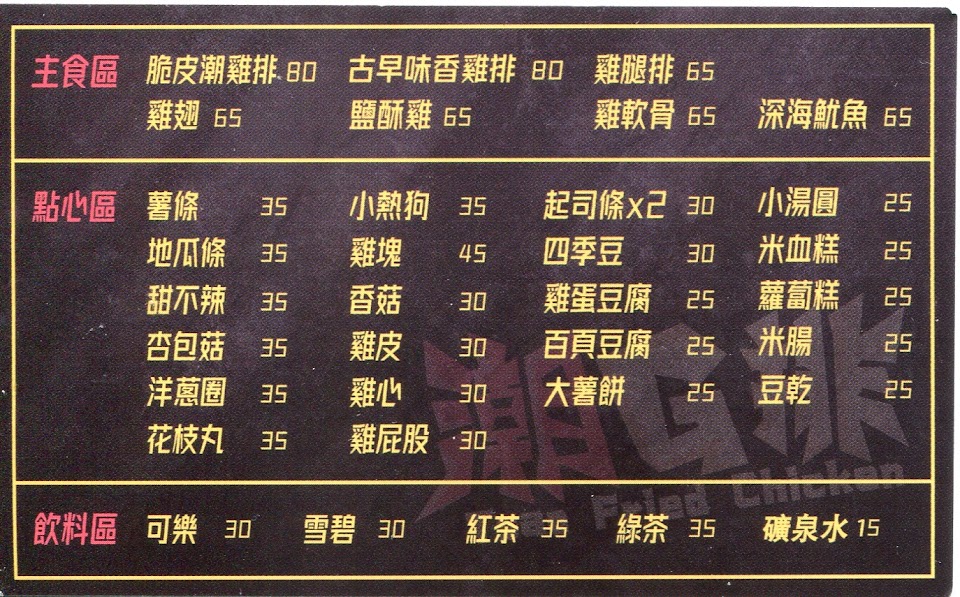 主食區 脆皮潮雞排 80 古早味香雞排 80 雞腿排 65
雞翅 65 鹽酥雞 65 雞軟骨 65 深海魷魚 65
點心區 薯條 35 小熱狗 35 起司條x2 30 小湯圓 25
地瓜條 35 雞塊 45 四季豆 30 米血糕 25
甜不辣 35 香菇 30 雞蛋豆腐 25 蘿蔔糕 25
杏包菇 35 雞皮 30 百頁豆腐 25 米腸 25
洋蔥圈 35 雞心 30 大薯餅 25 豆乾 25
花枝丸 35 雞屁股 30
潮G排
Fried Chicken
飲料區 可樂 30 雪碧 30 紅茶 35 綠茶 35 礦泉水 15